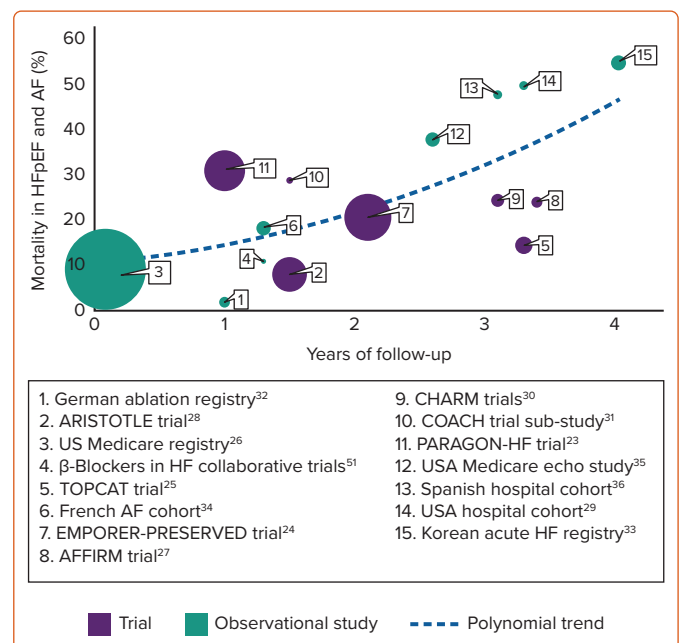 Mortality in HFpEF and AF (%)
60
50
40
30
20
10
0
15
14
13
12
11
10
9
8
7
6
5
4
3
2
1
0 1 2 3 4
Years of follow-up
1. German ablation registry32
2. ARISTOTLE trial28
3. US Medicare registry26
4. β-Blockers in HF collaborative trials51
5. TOPCAT trial25
6. French AF cohort34
7. EMPORER-PRESERVED trial24
8. AFFIRM trial27
9. CHARM trials30
10. COACH trial sub-study31
11. PARAGON-HF trial23
12. USA Medicare echo study35
13. Spanish hospital cohort36
14. USA hospital cohort29
15. Korean acute HF registry33
Trial Observational study Polynomial trend